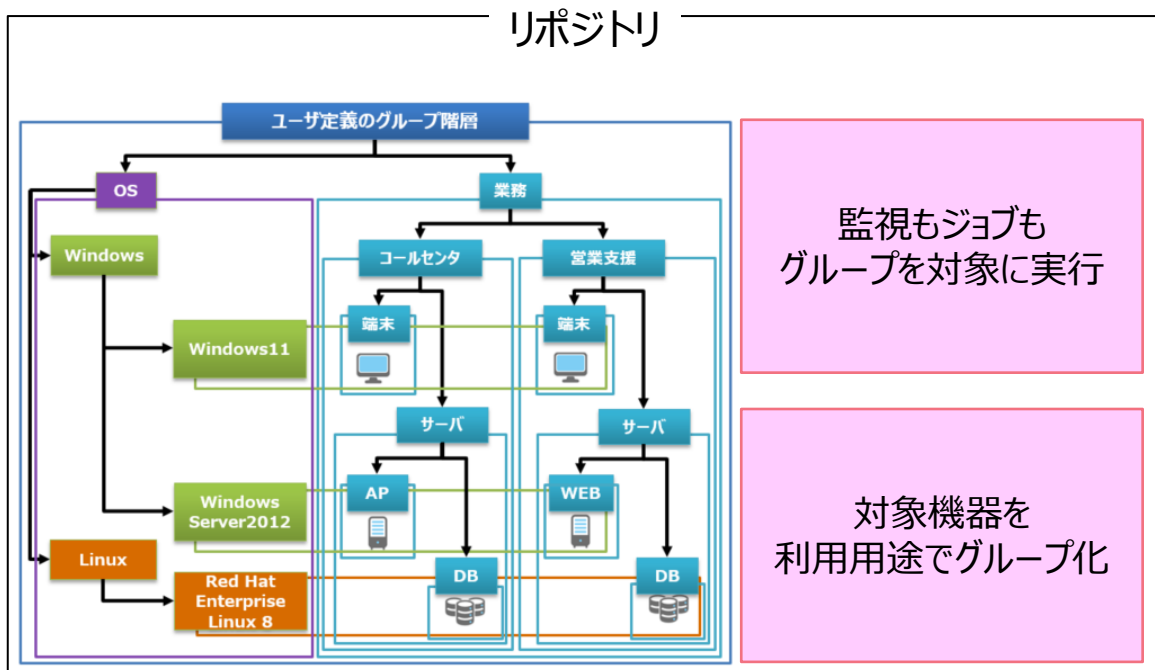 リポジトリ
ユーザ定義のグループ階層
OS
業務
Windows
コールセンタ
営業支援
端末
端末
Windows11
サーバ
サーバ
Windows
Server2012
AP
WEB
Linux
Red Hat
Enterprise
Linux 8
DB
DB
監視もジョブも
グループを対象に実行
対象機器を
利用用途でグループ化